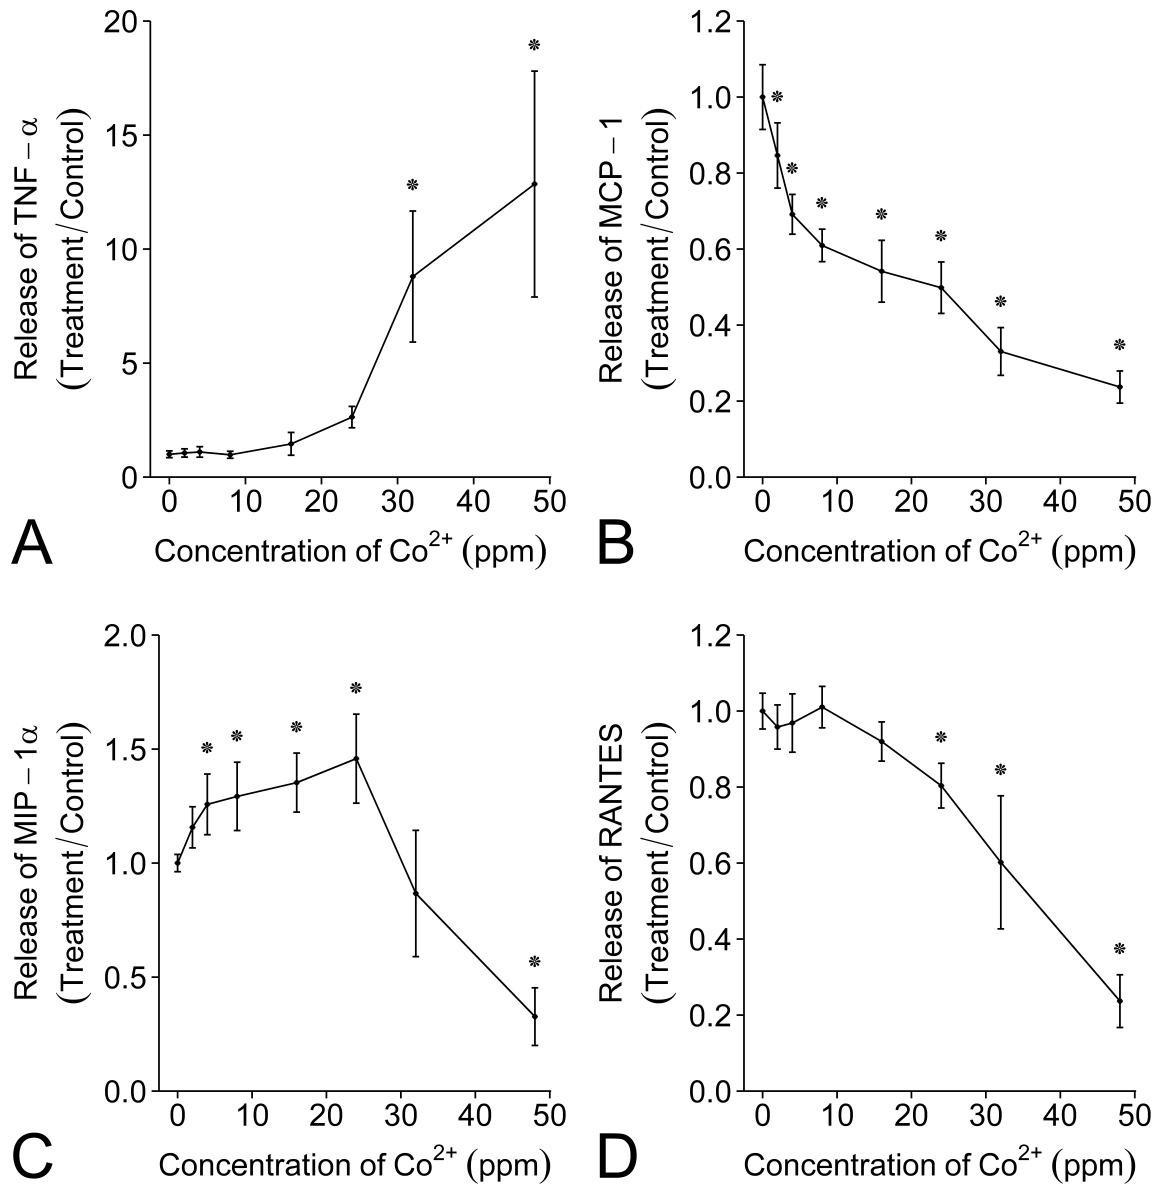 Release of TNF – α
(Treatment/Control)
20
15
10
5
0
*
*
0 10 20 30 40 50
Concentration of Co²⁺ (ppm)
A
Release of MCP – 1
(Treatment/Control)
1.2
1.0
0.8
0.6
0.4
0.2
0.0
*
*
*
*
*
*
*
0 10 20 30 40 50
Concentration of Co²⁺ (ppm)
B
Release of MIP – 1α
(Treatment/Control)
2.0
1.5
1.0
0.5
0.0
*
*
*
*
*
0 10 20 30 40 50
Concentration of Co²⁺ (ppm)
C
Release of RANTES
(Treatment/Control)
1.2
1.0
0.8
0.6
0.4
0.2
0.0
*
*
*
0 10 20 30 40 50
Concentration of Co²⁺ (ppm)
D